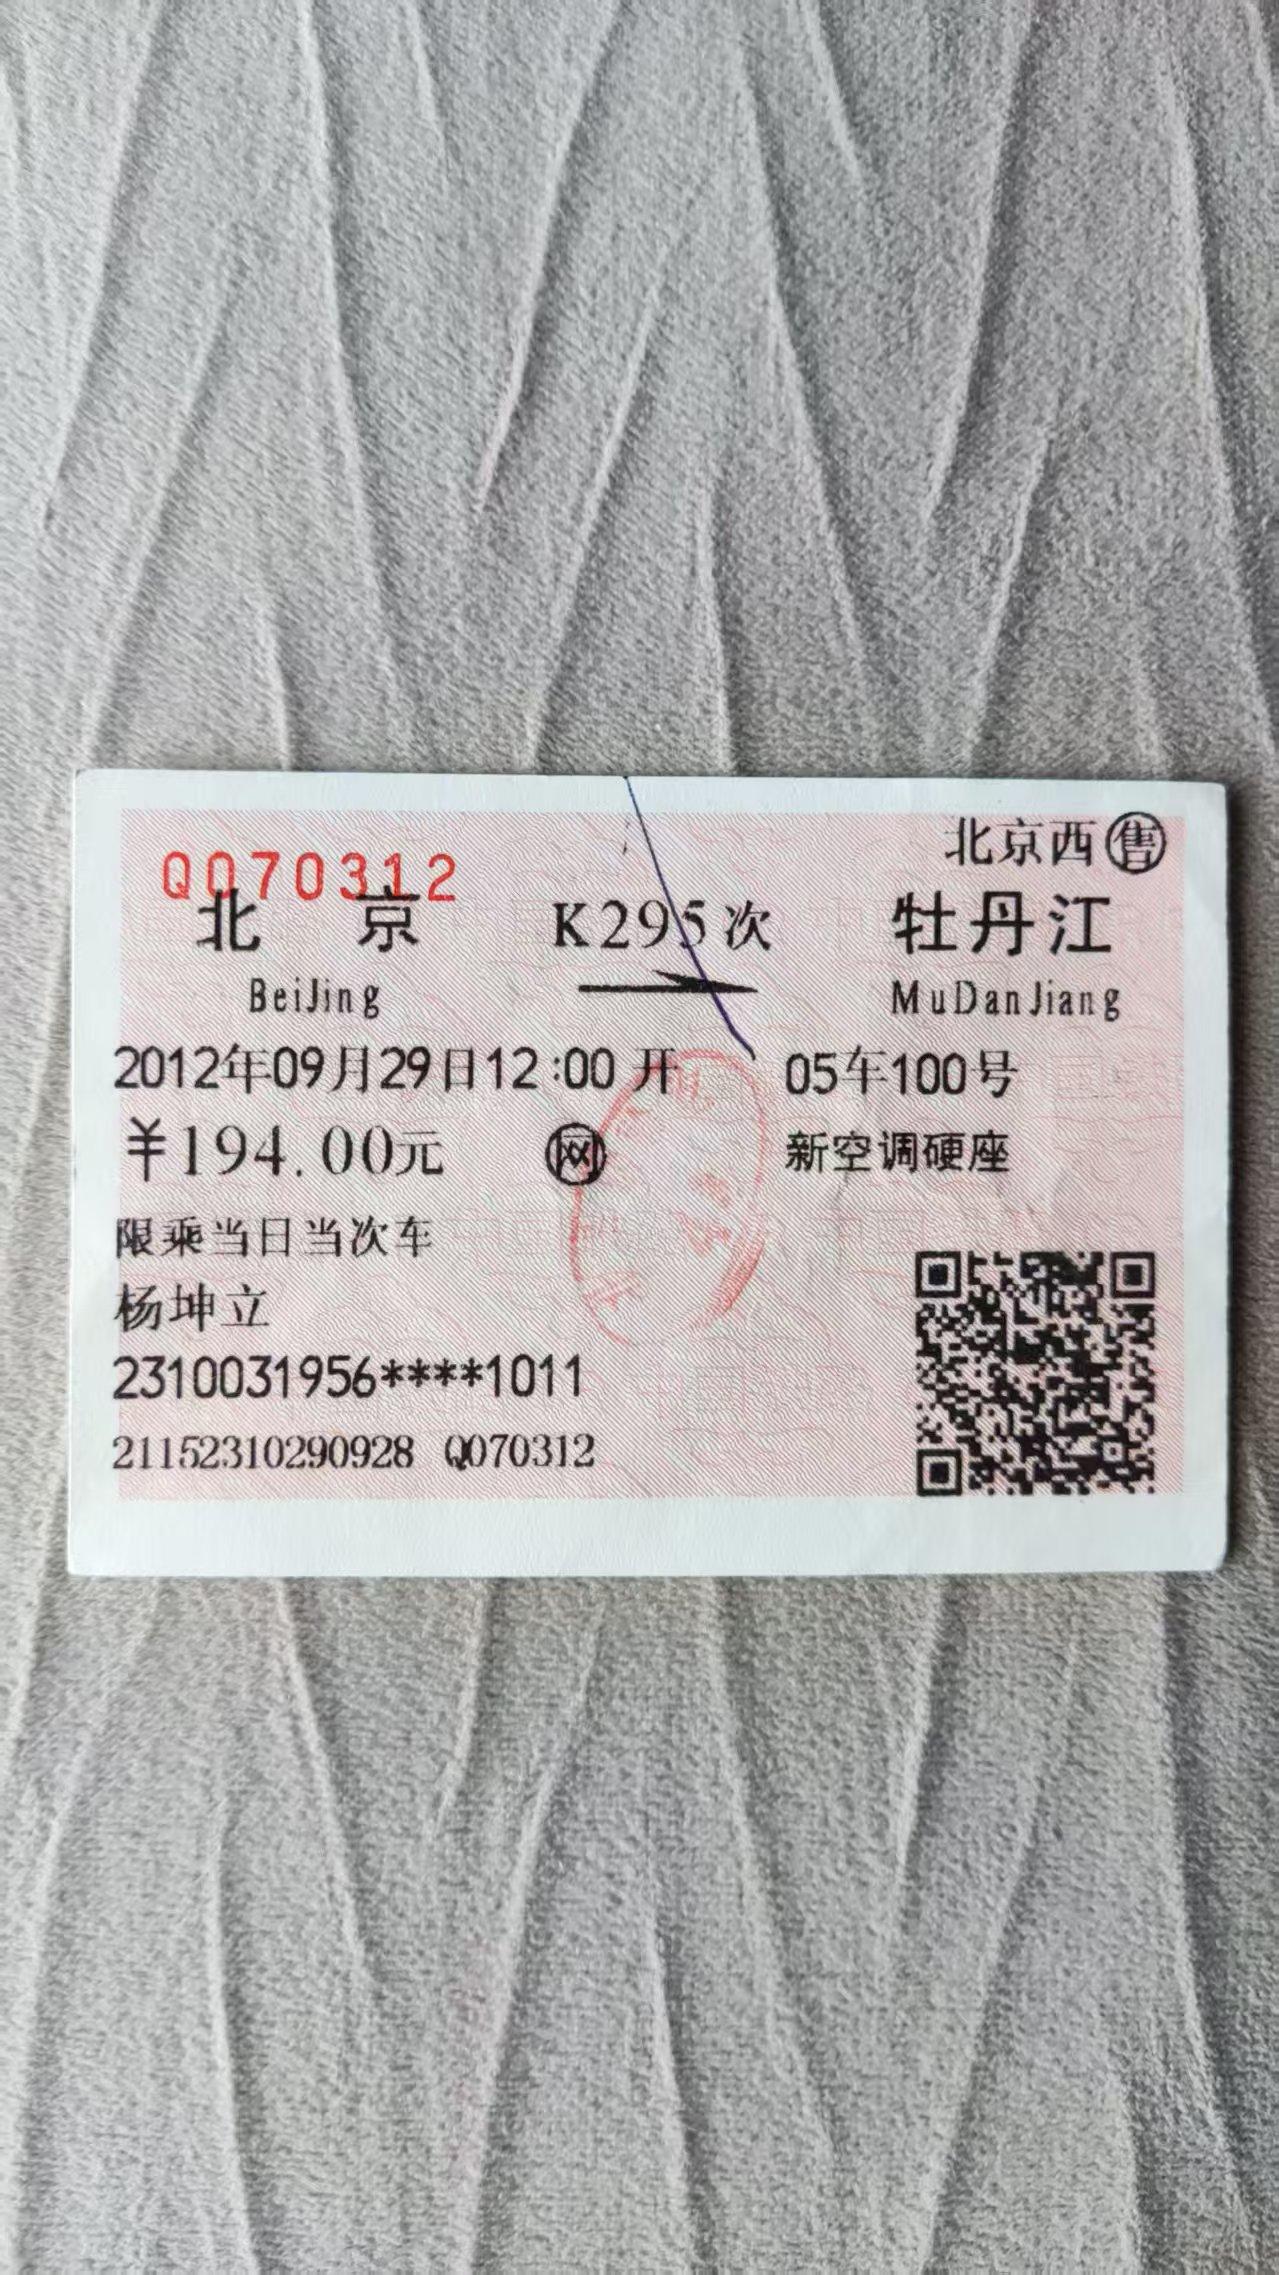 北京西 售
Q070312
北京 K295次 牡丹江
BeiJing MuDanJiang
2012年09月29日12:00开 05车100号
¥194.00元 网 新空调硬座
限乘当日当次车
杨坤立
2310031956****1011
21152310290928 Q070312